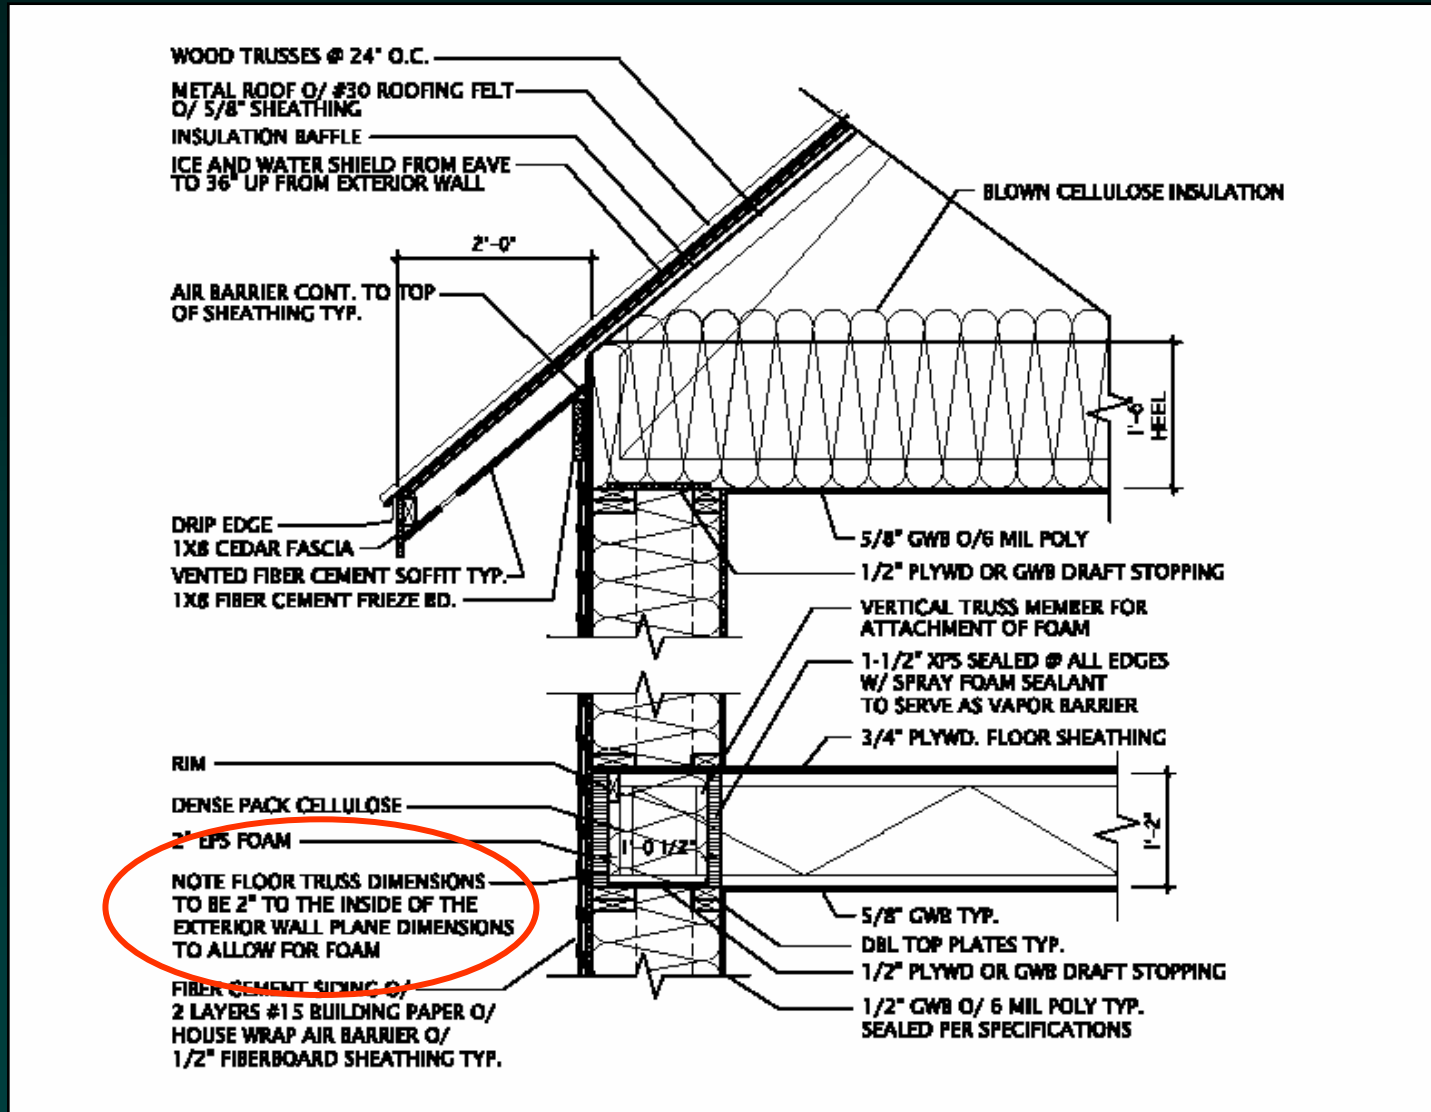 WOOD TRUSSES @ 24" O.C.
METAL ROOF O/ #30 ROOFING FELT
O/ 5/8" SHEATHING
INSULATION BAFFLE
ICE AND WATER SHIELD FROM EAVE
TO 36" UP FROM EXTERIOR WALL
BLOWN CELLULOSE INSULATION
2'-0"
AIR BARRIER CONT. TO TOP
OF SHEATHING TYP.
1'-6"
HEEL
DRIP EDGE
1X8 CEDAR FASCIA
VENTED FIBER CEMENT SOFFIT TYP.
1X8 FIBER CEMENT FRIEZE BD.
5/8" GWB O/6 MIL POLY
1/2" PLYWD OR GWB DRAFT STOPPING
VERTICAL TRUSS MEMBER FOR
ATTACHMENT OF FOAM
1-1/2" XPS SEALED @ ALL EDGES
W/ SPRAY FOAM SEALANT
TO SERVE AS VAPOR BARRIER
3/4" PLYWD. FLOOR SHEATHING
RIM
DENSE PACK CELLULOSE
2" EPS FOAM
1'-0 1/2"
1'-2"
NOTE FLOOR TRUSS DIMENSIONS
TO BE 2" TO THE INSIDE OF THE
EXTERIOR WALL PLANE DIMENSIONS
TO ALLOW FOR FOAM
FIBER CEMENT SIDING O/
2 LAYERS #15 BUILDING PAPER O/
HOUSE WRAP AIR BARRIER O/
1/2" FIBERBOARD SHEATHING TYP.
5/8" GWB TYP.
DBL TOP PLATES TYP.
1/2" PLYWD OR GWB DRAFT STOPPING
1/2" GWB O/ 6 MIL POLY TYP.
SEALED PER SPECIFICATIONS